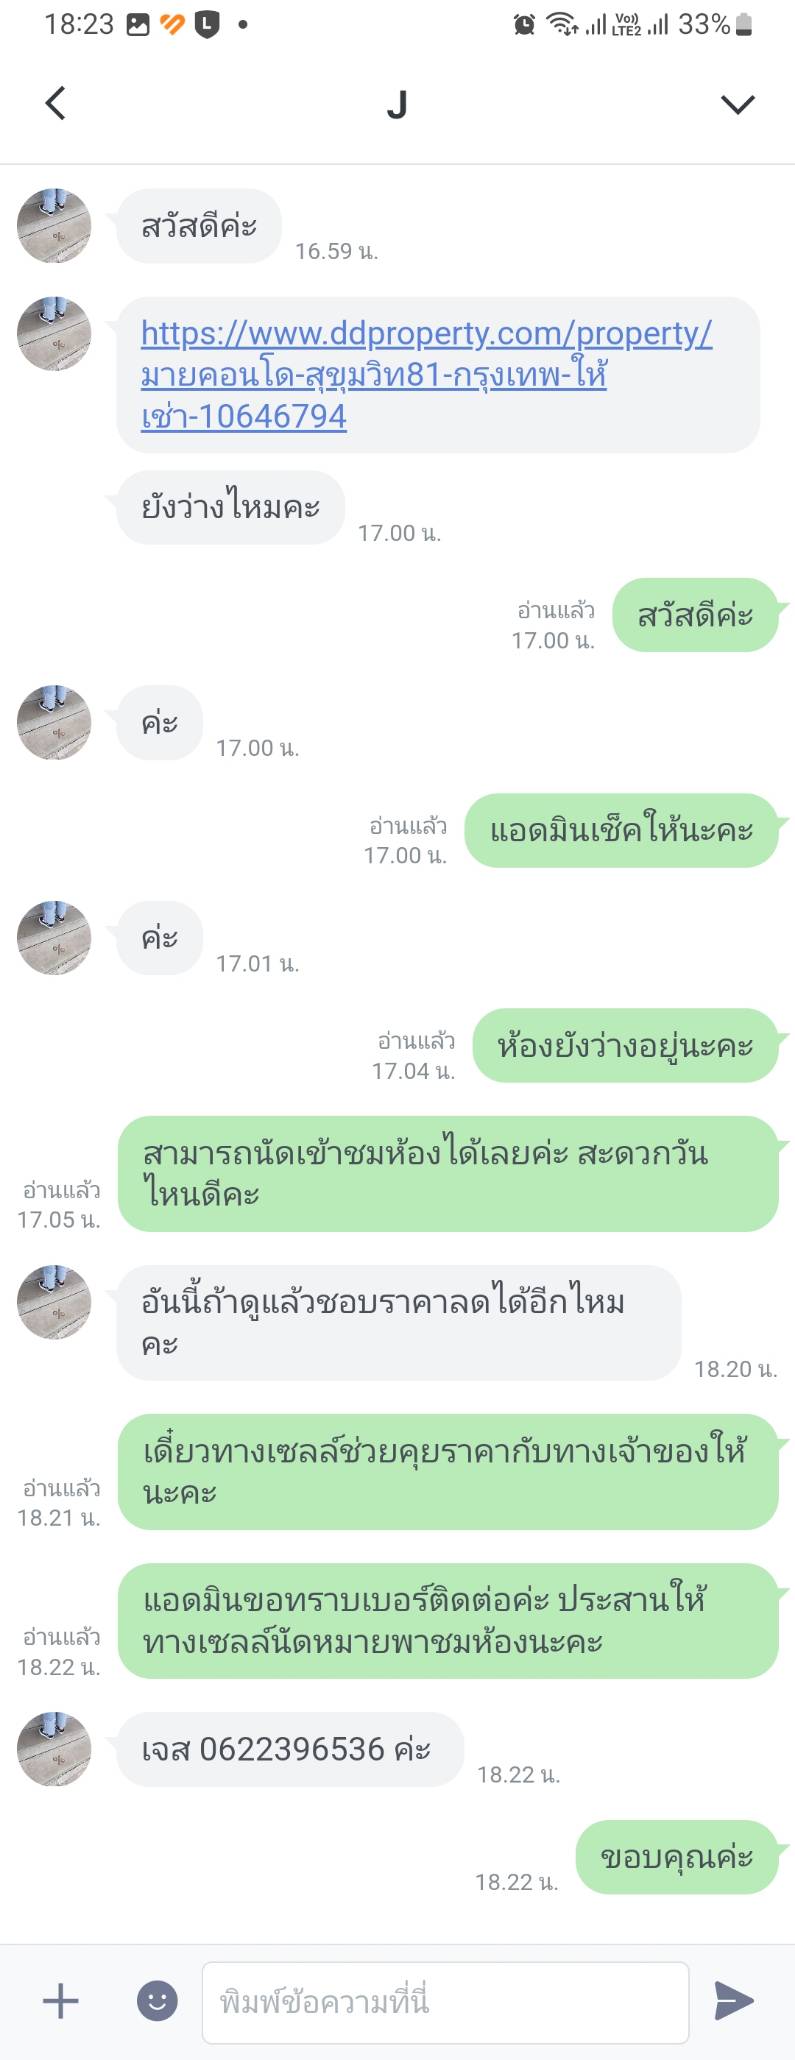 18:23
Vo))
LTE2
33%
J
สวัสดีค่ะ
16.59 น.
https://www.ddproperty.com/property/
มายคอนโด-สุขุมวิท81-กรุงเทพ-ให้
เช่า-10646794
ยังว่างไหมคะ
17.00 น.
อ่านแล้ว
17.00 น.
สวัสดีค่ะ
ค่ะ
17.00 น.
อ่านแล้ว
17.00 น.
แอดมินเช็คให้นะคะ
ค่ะ
17.01 น.
อ่านแล้ว
17.04 น.
ห้องยังว่างอยู่นะคะ
สามารถนัดเข้าชมห้องได้เลยค่ะ สะดวกวัน
ไหนดีคะ
อ่านแล้ว
17.05 น.
อันนี้ถ้าดูแล้วชอบราคาลดได้อีกไหม
คะ
18.20 น.
เดี๋ยวทางเซลล์ช่วยคุยราคากับทางเจ้าของให้
นะคะ
อ่านแล้ว
18.21 น.
แอดมินขอทราบเบอร์ติดต่อค่ะ ประสานให้
ทางเซลล์นัดหมายพาชมห้องนะคะ
อ่านแล้ว
18.22 น.
เจส 0622396536 ค่ะ
18.22 น.
ขอบคุณค่ะ
18.22 น.
พิมพ์ข้อความที่นี่